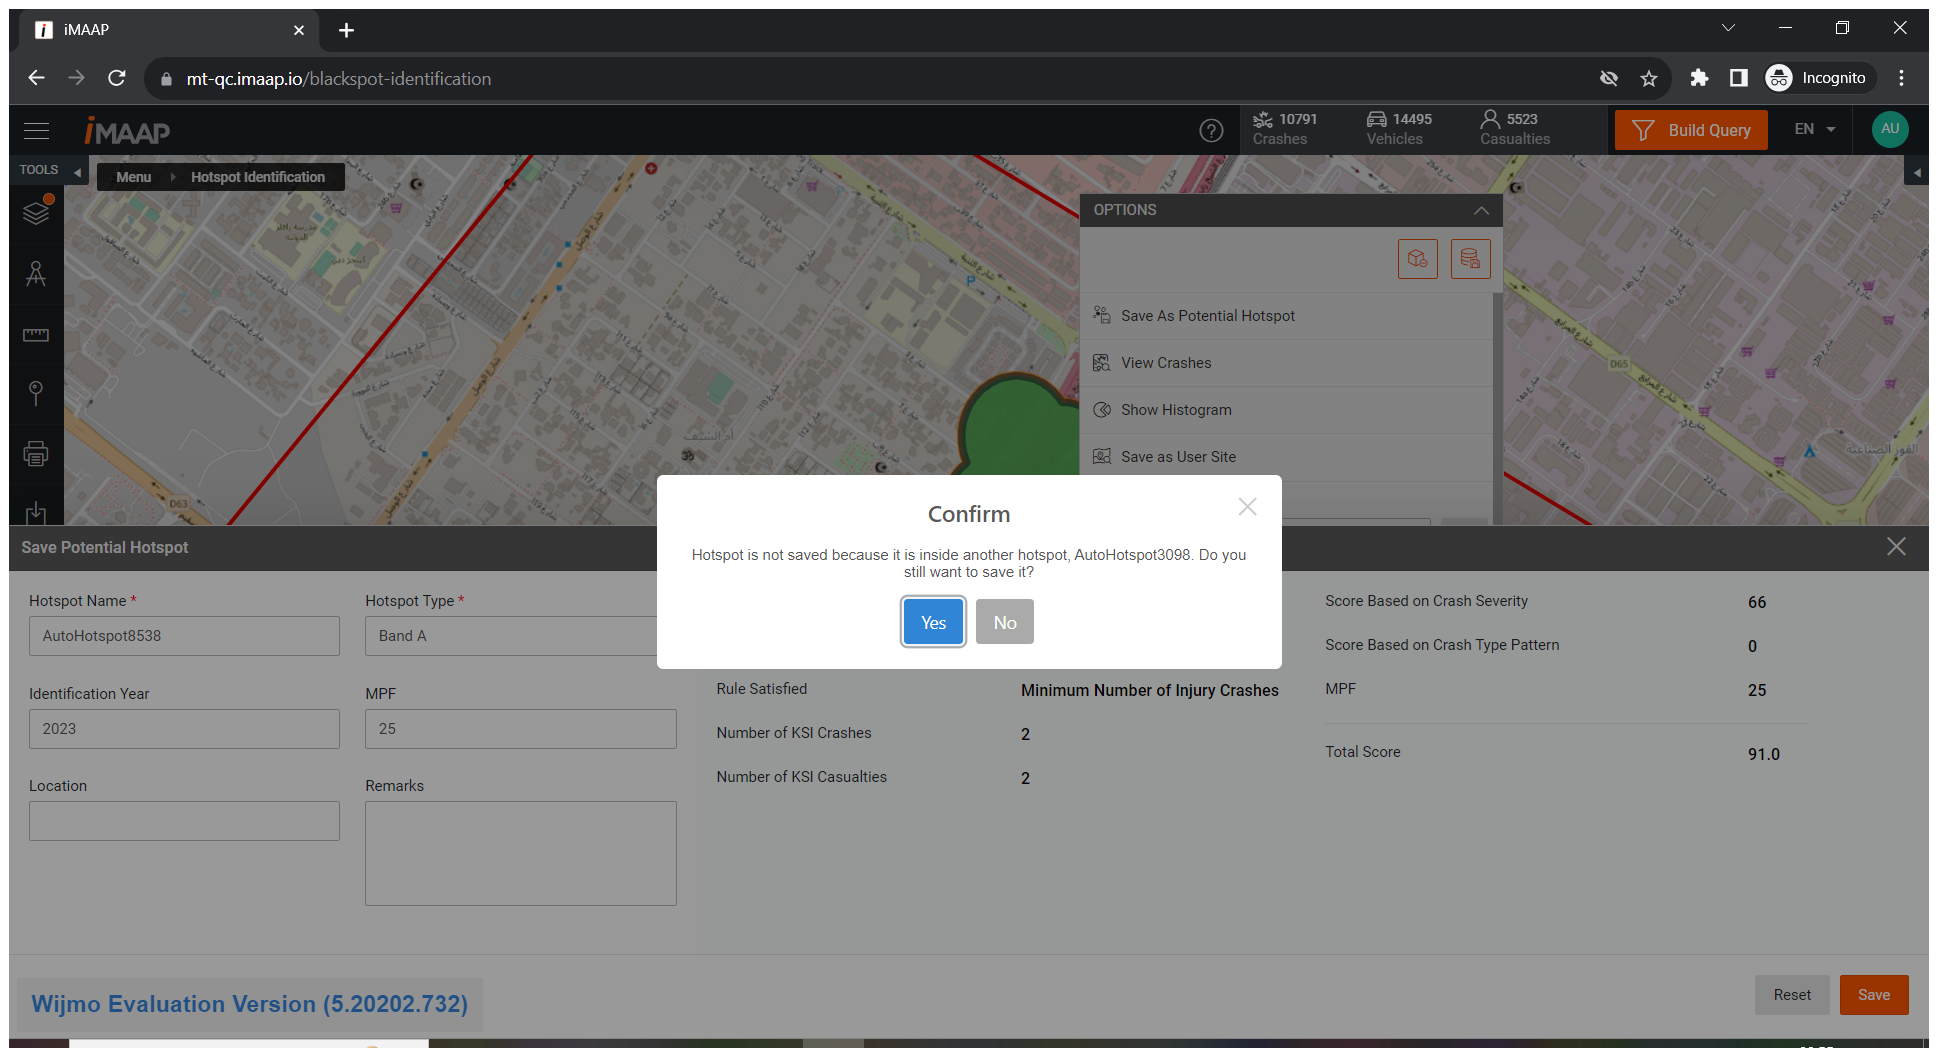 iMAAP
mt-qc.imaap.io/blackspot-identification
Incognito
iMAAP
10791
Crashes
14495
Vehicles
5523
Casualties
Build Query
EN
AU
TOOLS
Menu
Hotspot Identification
OPTIONS
Save As Potential Hotspot
View Crashes
Show Histogram
Save as User Site
D65
D63
Confirm
Hotspot is not saved because it is inside another hotspot, AutoHotspot3098. Do you
still want to save it?
Yes
No
Save Potential Hotspot
Hotspot Name *
Hotspot Type *
AutoHotspot8538
Band A
Identification Year
MPF
2023
25
Location
Remarks
Rule Satisfied
Minimum Number of Injury Crashes
Number of KSI Crashes
2
Number of KSI Casualties
2
Score Based on Crash Severity
66
Score Based on Crash Type Pattern
0
MPF
25
Total Score
91.0
Wijmo Evaluation Version (5.20202.732)
Reset
Save